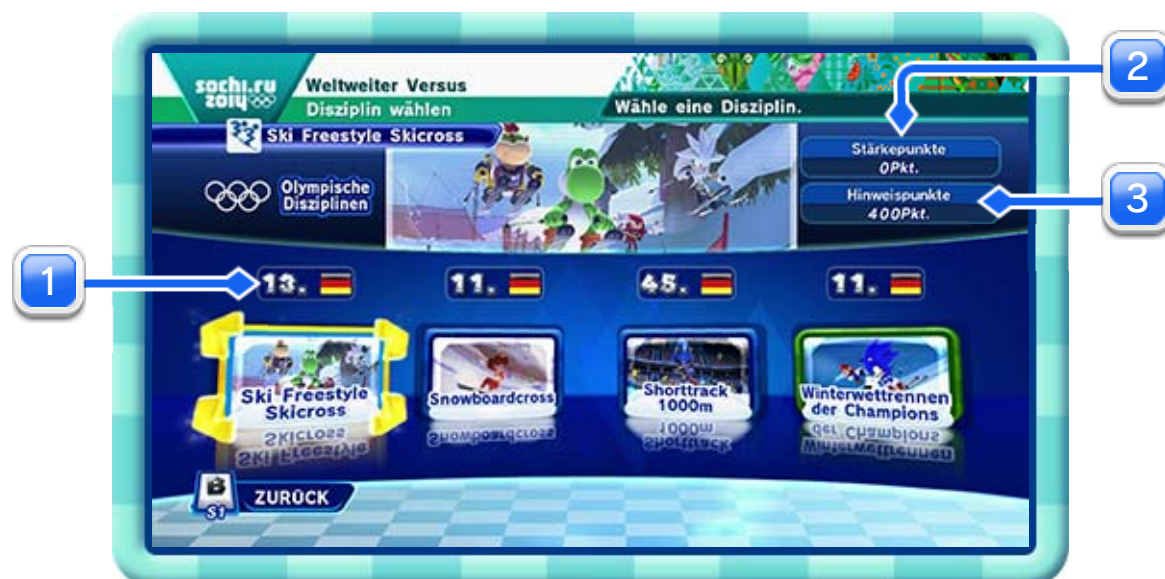 sochi.ru
2014
Weltweiter Versus
Disziplin wählen
Wähle eine Disziplin.
Ski Freestyle Skicross
Olympische
Disziplinen
Stärkepunkte
0Pkt.
Hinweispunkte
400Pkt.
1
2
3
13.
11.
45.
11.
Ski Freestyle
Skicross
Snowboardcross
Shorttrack
1000m
Winterwettrennen
der Champions
B
S1
ZURÜCK